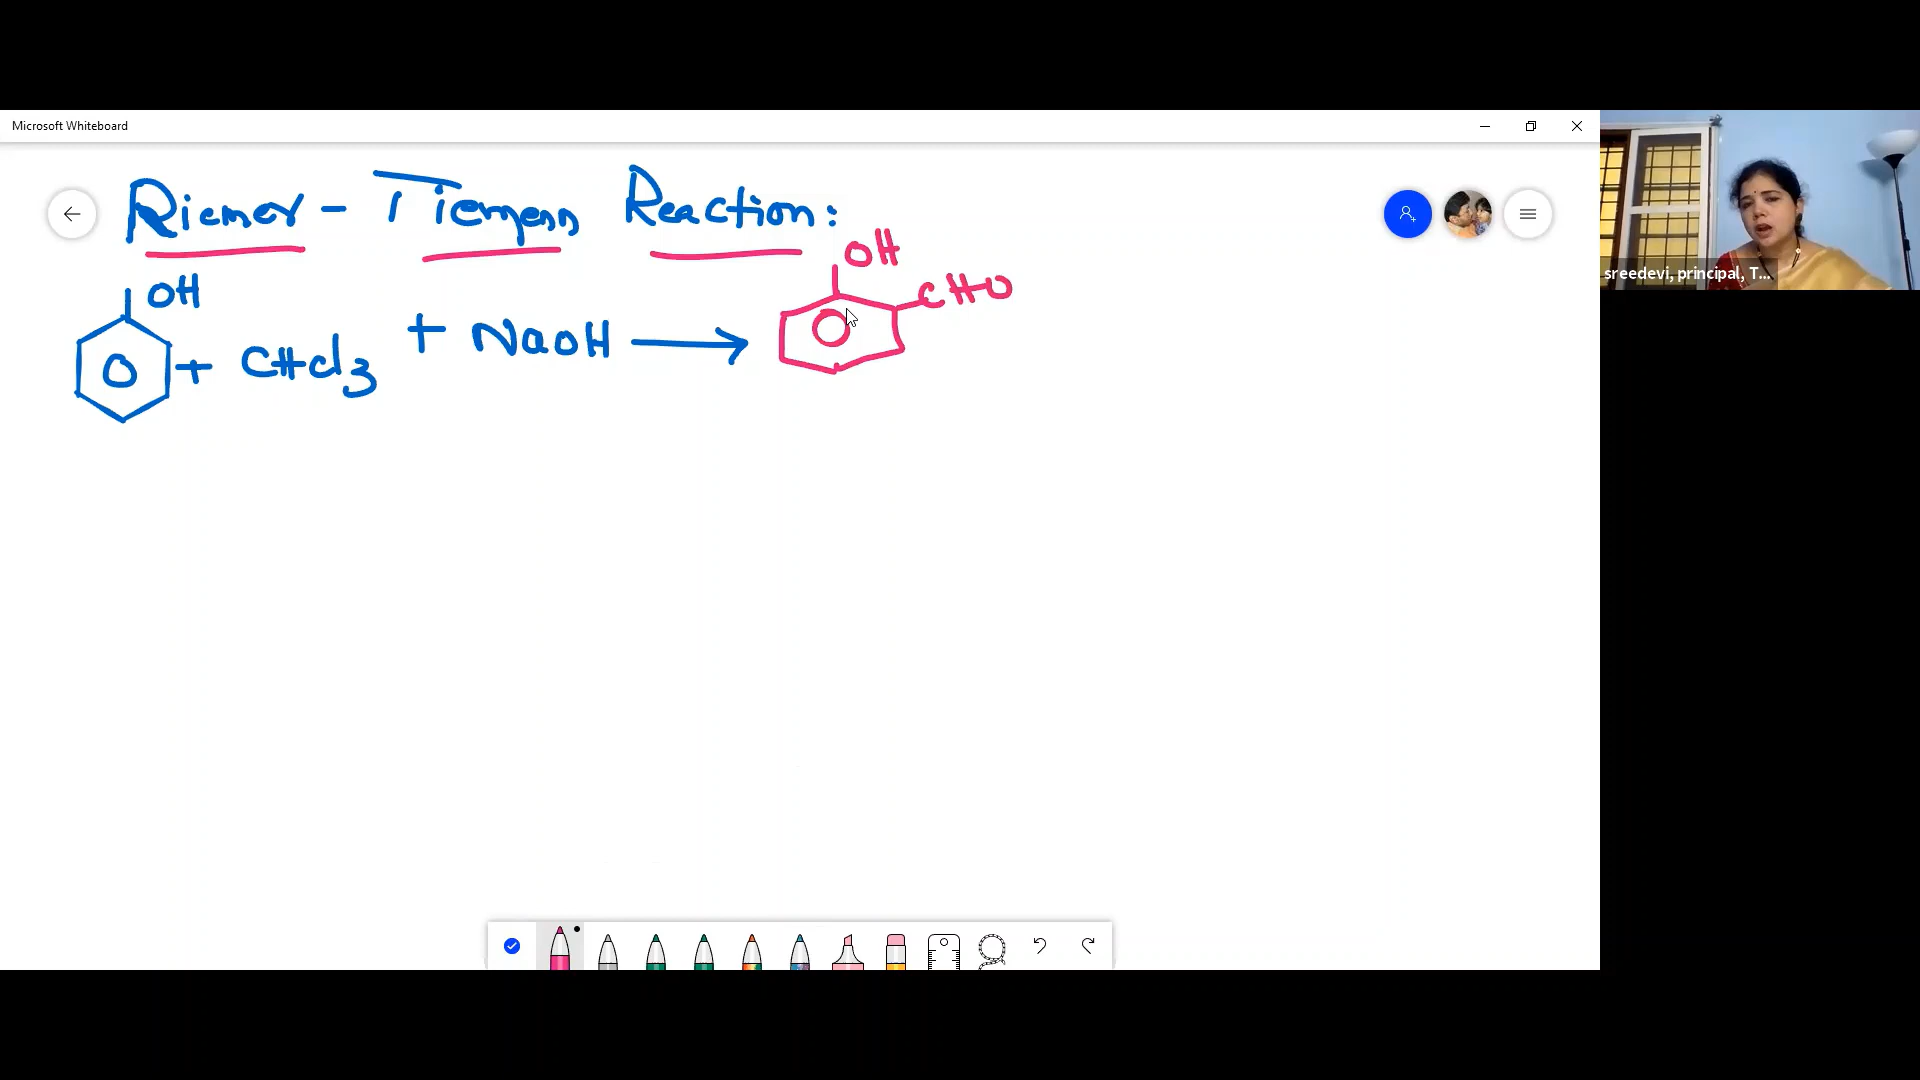 Microsoft Whiteboard
Riemer - Tiemenn Reaction:
OH
+ CHCl3 + NaOH
OH
CHO
sreedevi, principal, T...